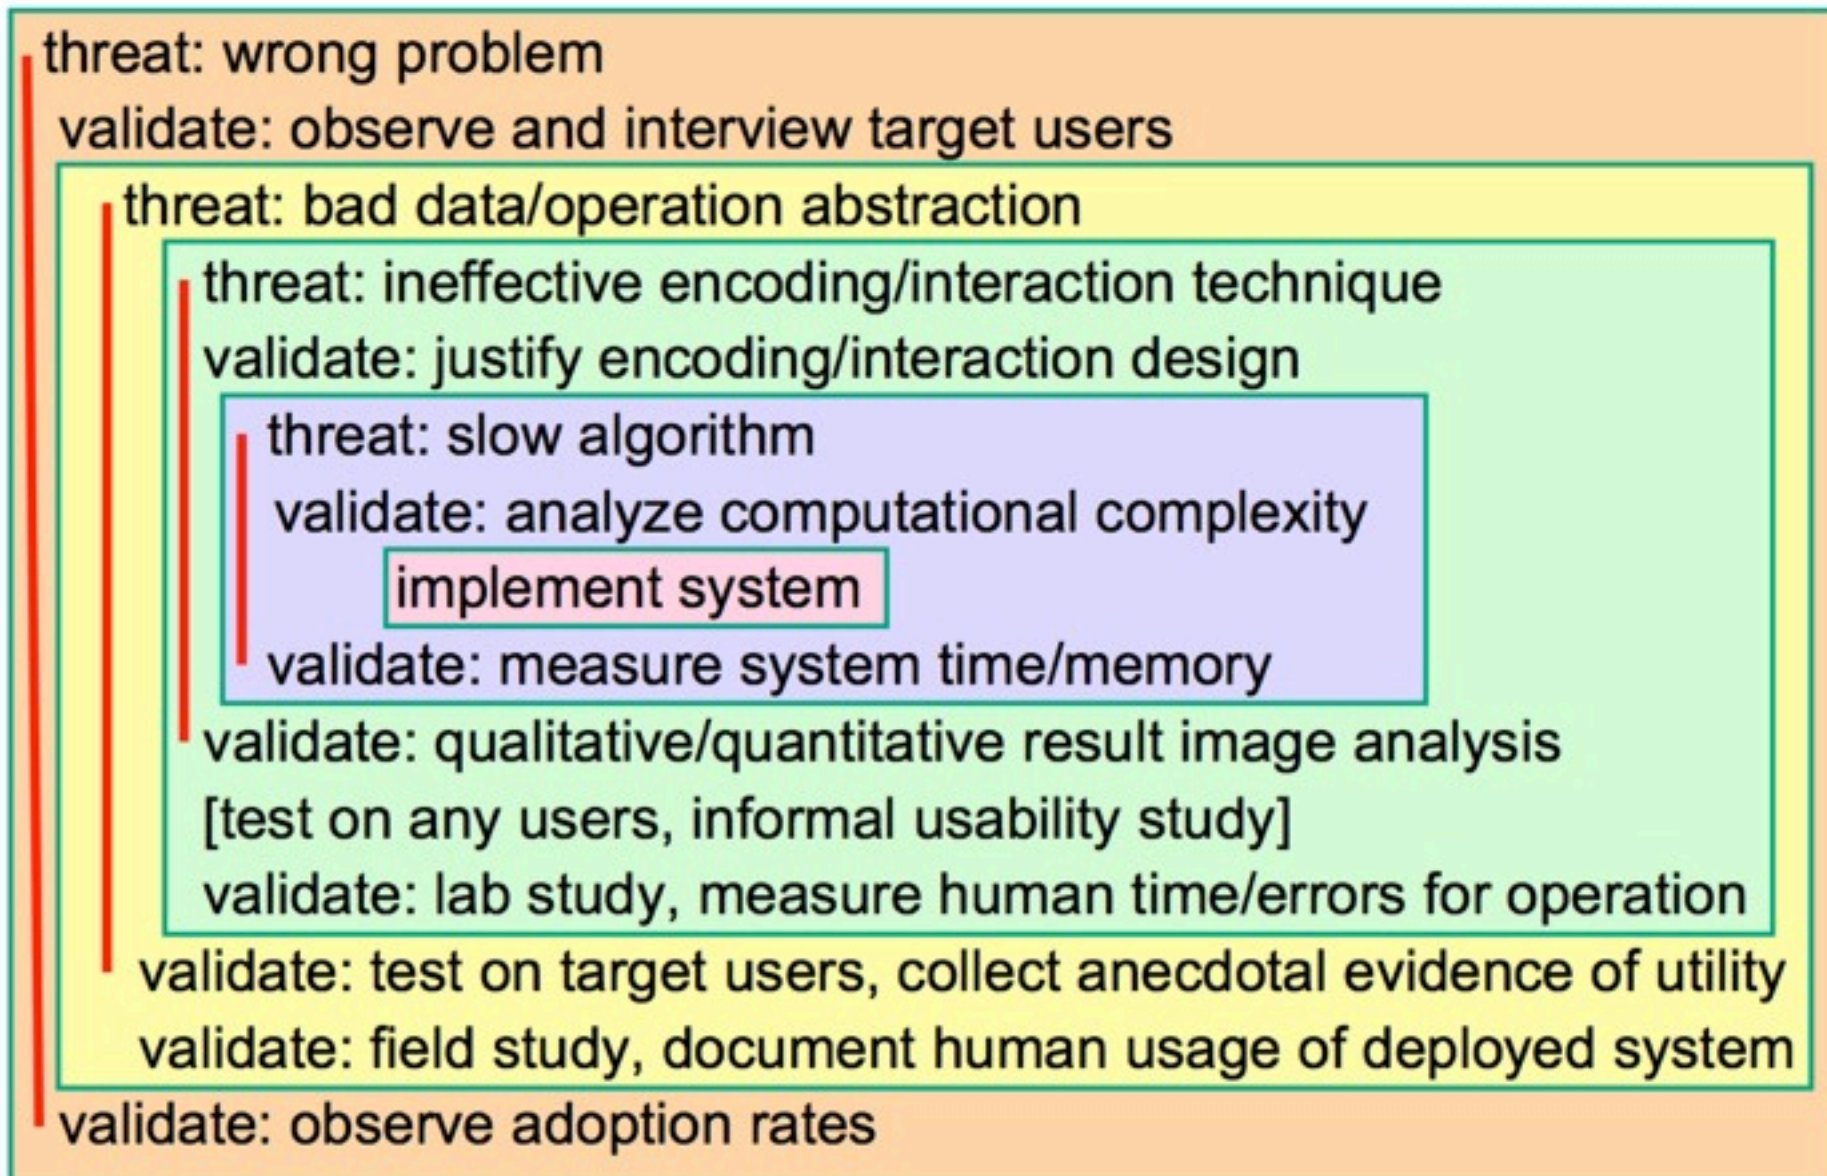 threat: wrong problem
validate: observe and interview target users
threat: bad data/operation abstraction
threat: ineffective encoding/interaction technique
validate: justify encoding/interaction design
threat: slow algorithm
validate: analyze computational complexity
implement system
validate: measure system time/memory
validate: qualitative/quantitative result image analysis
[test on any users, informal usability study]
validate: lab study, measure human time/errors for operation
validate: test on target users, collect anecdotal evidence of utility
validate: field study, document human usage of deployed system
validate: observe adoption rates